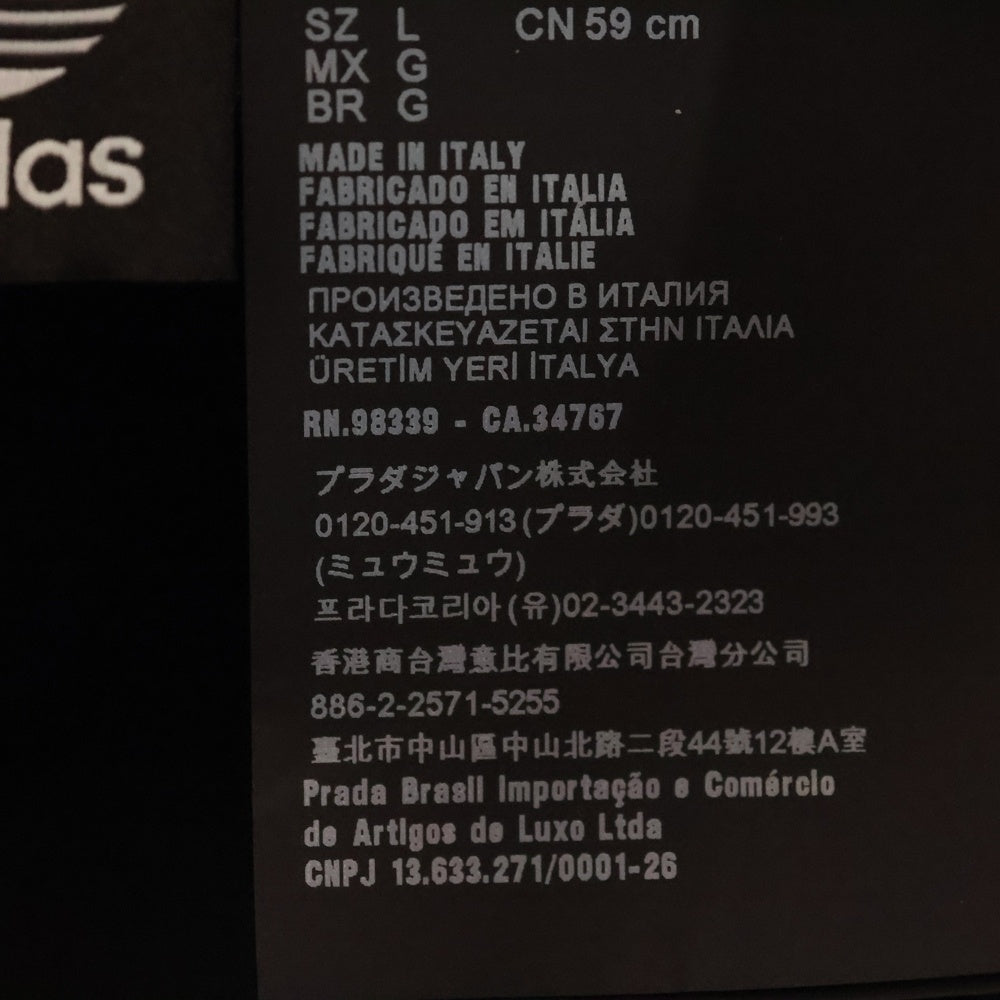 las
SZ L CN 59 cm
MX G
BR G
MADE IN ITALY
FABRICADO EN ITALIA
FABRICADO EM ITÁLIA
FABRIQUÉ EN ITALIE
ПРОИЗВЕДЕНО В ИТАЛИЯ
ΚΑΤΑΣΚΕΥΑΖΕΤΑΙ ΣΤΗΝ ΙΤΑΛΙΑ
ÜRETİM YERİ İTALYA
RN.98339 - CA.34767
プラダジャパン株式会社
0120-451-913(プラダ)0120-451-993
(ミュウミュウ)
프라다코리아(유)02-3443-2323
香港商台灣意比有限公司台灣分公司
886-2-2571-5255
臺北市中山區中山北路二段44號12樓A室
Prada Brasil Importação e Comércio
de Artigos de Luxo Ltda
CNPJ 13.633.271/0001-26